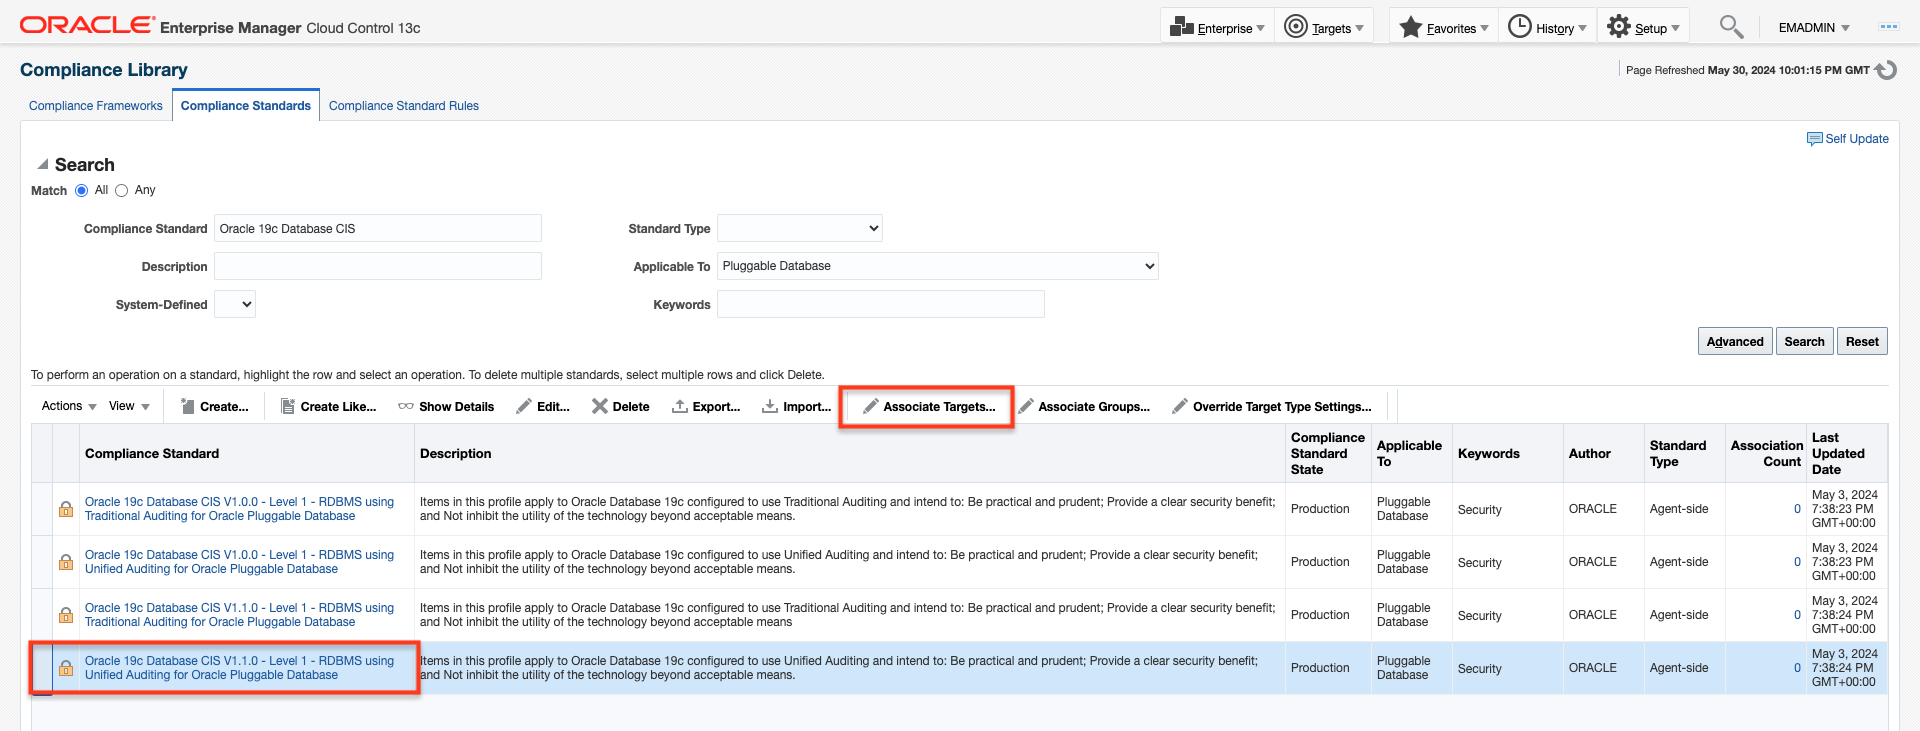 ORACLE Enterprise Manager Cloud Control 13c
Enterprise Targets Favorites History Setup EMADMIN
Compliance Library
Page Refreshed May 30, 2024 10:01:15 PM GMT
Compliance Frameworks Compliance Standards Compliance Standard Rules
Self Update
Search
Match All Any
Compliance Standard Oracle 19c Database CIS Standard Type
Description Applicable To Pluggable Database
System-Defined Keywords
Advanced Search Reset
To perform an operation on a standard, highlight the row and select an operation. To delete multiple standards, select multiple rows and click Delete.
Actions View Create... Create Like... Show Details Edit... Delete Export... Import... Associate Targets... Associate Groups... Override Target Type Settings...
Compliance Standard Description Compliance Standard State Applicable To Keywords Author Standard Type Association Count Last Updated Date
Oracle 19c Database CIS V1.0.0 - Level 1 - RDBMS using
Traditional Auditing for Oracle Pluggable Database
Items in this profile apply to Oracle Database 19c configured to use Traditional Auditing and intend to: Be practical and prudent; Provide a clear security benefit;
and Not inhibit the utility of the technology beyond acceptable means.
Production
Pluggable
Database
Security
ORACLE
Agent-side
0
May 3, 2024
7:38:23 PM
GMT+00:00
Oracle 19c Database CIS V1.0.0 - Level 1 - RDBMS using
Unified Auditing for Oracle Pluggable Database
Items in this profile apply to Oracle Database 19c configured to use Unified Auditing and intend to: Be practical and prudent; Provide a clear security benefit;
and Not inhibit the utility of the technology beyond acceptable means.
Production
Pluggable
Database
Security
ORACLE
Agent-side
0
May 3, 2024
7:38:23 PM
GMT+00:00
Oracle 19c Database CIS V1.1.0 - Level 1 - RDBMS using
Traditional Auditing for Oracle Pluggable Database
Items in this profile apply to Oracle Database 19c configured to use Traditional Auditing and intend to: Be practical and prudent; Provide a clear security benefit;
and Not inhibit the utility of the technology beyond acceptable means
Production
Pluggable
Database
Security
ORACLE
Agent-side
0
May 3, 2024
7:38:24 PM
GMT+00:00
Oracle 19c Database CIS V1.1.0 - Level 1 - RDBMS using
Unified Auditing for Oracle Pluggable Database
Items in this profile apply to Oracle Database 19c configured to use Unified Auditing and intend to: Be practical and prudent; Provide a clear security benefit;
and Not inhibit the utility of the technology beyond acceptable means.
Production
Pluggable
Database
Security
ORACLE
Agent-side
0
May 3, 2024
7:38:24 PM
GMT+00:00